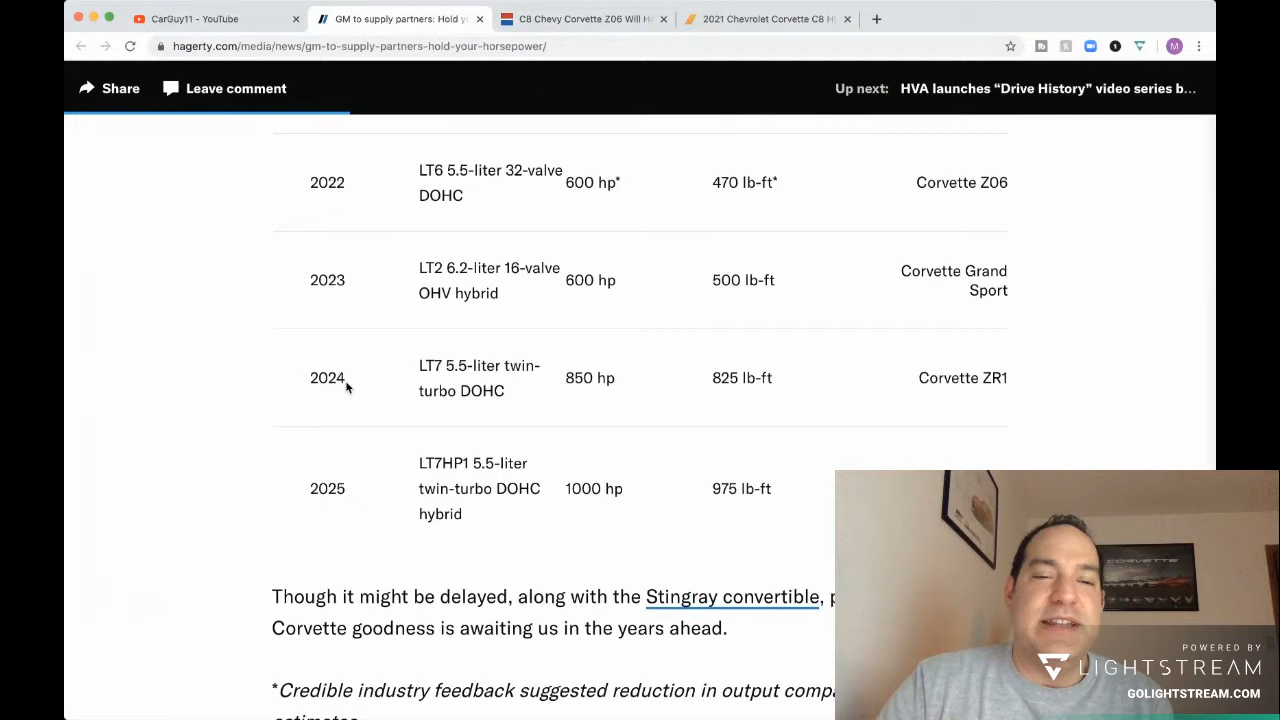 CarGuy11 - YouTube
GM to supply partners: Hold yo
C8 Chevy Corvette Z06 Will H
2021 Chevrolet Corvette C8 H
hagerty.com/media/news/gm-to-supply-partners-hold-your-horsepower/
M
Share
Leave comment
Up next: HVA launches “Drive History” video series b...
2022 LT6 5.5-liter 32-valve 600 hp* 470 lb-ft* Corvette Z06
DOHC
2023 LT2 6.2-liter 16-valve 600 hp 500 lb-ft Corvette Grand
OHV hybrid Sport
2024 LT7 5.5-liter twin- 850 hp 825 lb-ft Corvette ZR1
turbo DOHC
LT7HP1 5.5-liter
2025 twin-turbo DOHC 1000 hp 975 lb-ft
hybrid
Though it might be delayed, along with the Stingray convertible, p
Corvette goodness is awaiting us in the years ahead.
*Credible industry feedback suggested reduction in output compa
CORVETTE
POWERED BY
LIGHTSTREAM
GOLIGHTSTREAM.COM